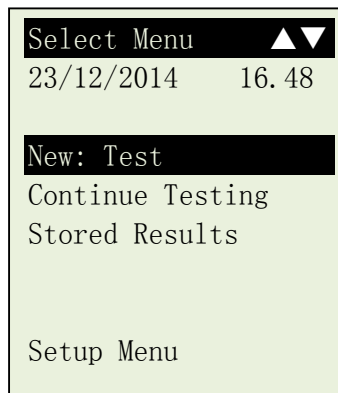 Select Menu ▲▼
23/12/2014 16.48
New: Test
Continue Testing
Stored Results
Setup Menu